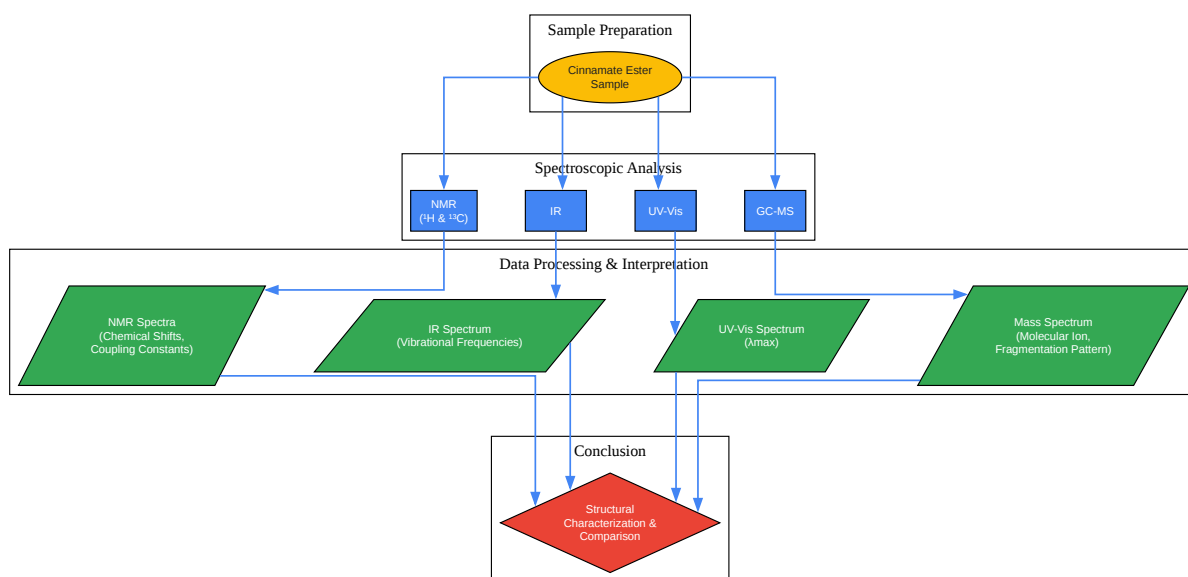 Sample Preparation
Cinnamate Ester
Sample
Spectroscopic Analysis
NMR
(¹H & ¹³C)
IR
UV-Vis
GC-MS
Data Processing & Interpretation
NMR Spectra
(Chemical Shifts,
Coupling Constants)
IR Spectrum
(Vibrational Frequencies)
UV-Vis Spectrum
(λmax)
Mass Spectrum
(Molecular Ion,
Fragmentation Pattern)
Conclusion
Structural
Characterization &
Comparison